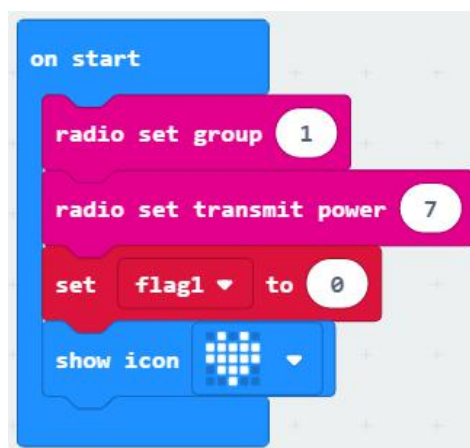 on start
radio set group 1
radio set transmit power 7
set flag1 to 0
show icon